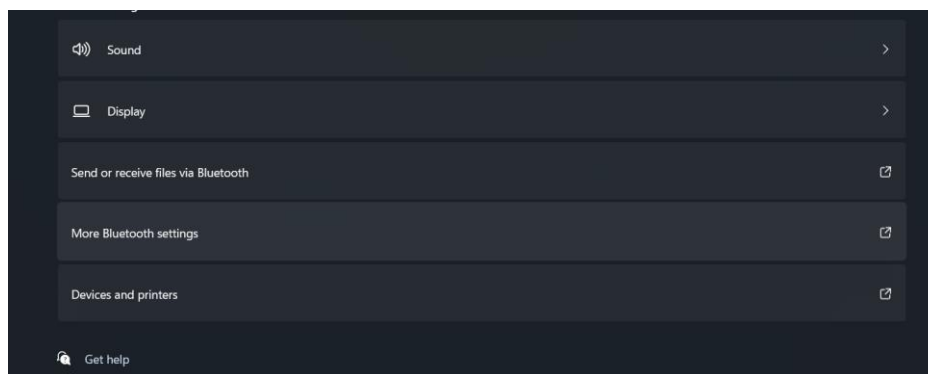 Sound
Display
Send or receive files via Bluetooth
More Bluetooth settings
Devices and printers
Get help